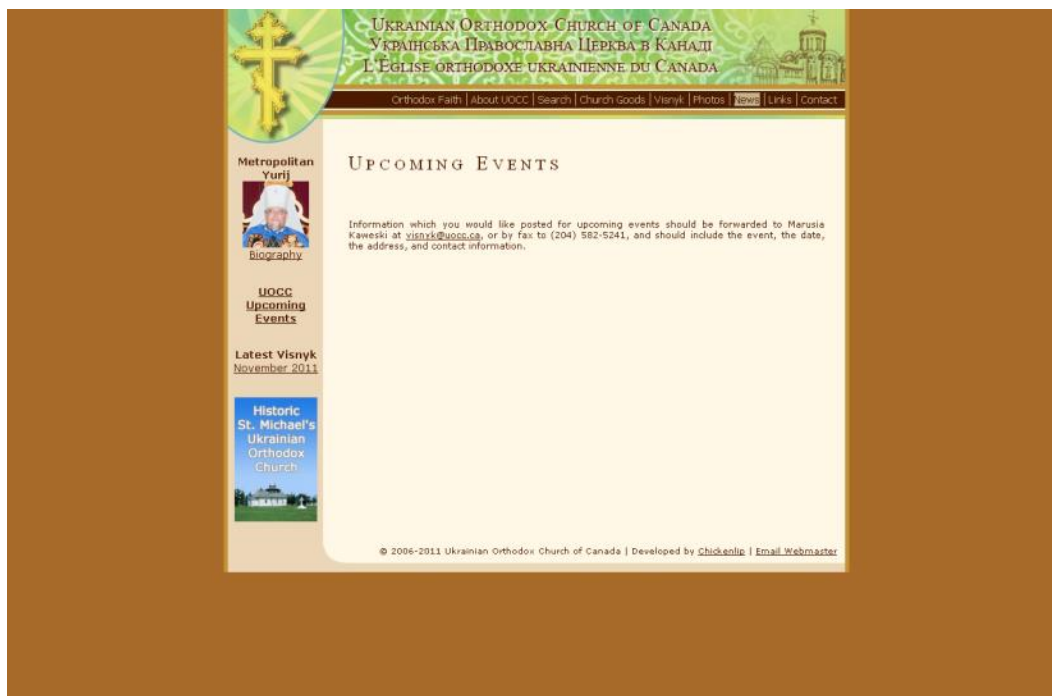 Ukrainian Orthodox Church of Canada
Українська Православна Церква в Канаді
L'Église orthodoxe ukrainienne du Canada
Orthodox Faith | About UOCC | Search | Church Goods | Visnyk | Photos | News | Links | Contact
Metropolitan
Yurij
Biography
UOCC
Upcoming
Events
Latest Visnyk
November 2011
Historic
St. Michael's
Ukrainian
Orthodox
Church
Upcoming Events
Information which you would like posted for upcoming events should be forwarded to Marusia
Kaweski at visnyk@uocc.ca, or by fax to (204) 582-5241, and should include the event, the date,
the address, and contact information.
© 2006-2011 Ukrainian Orthodox Church of Canada | Developed by Chickenlip | Email Webmaster